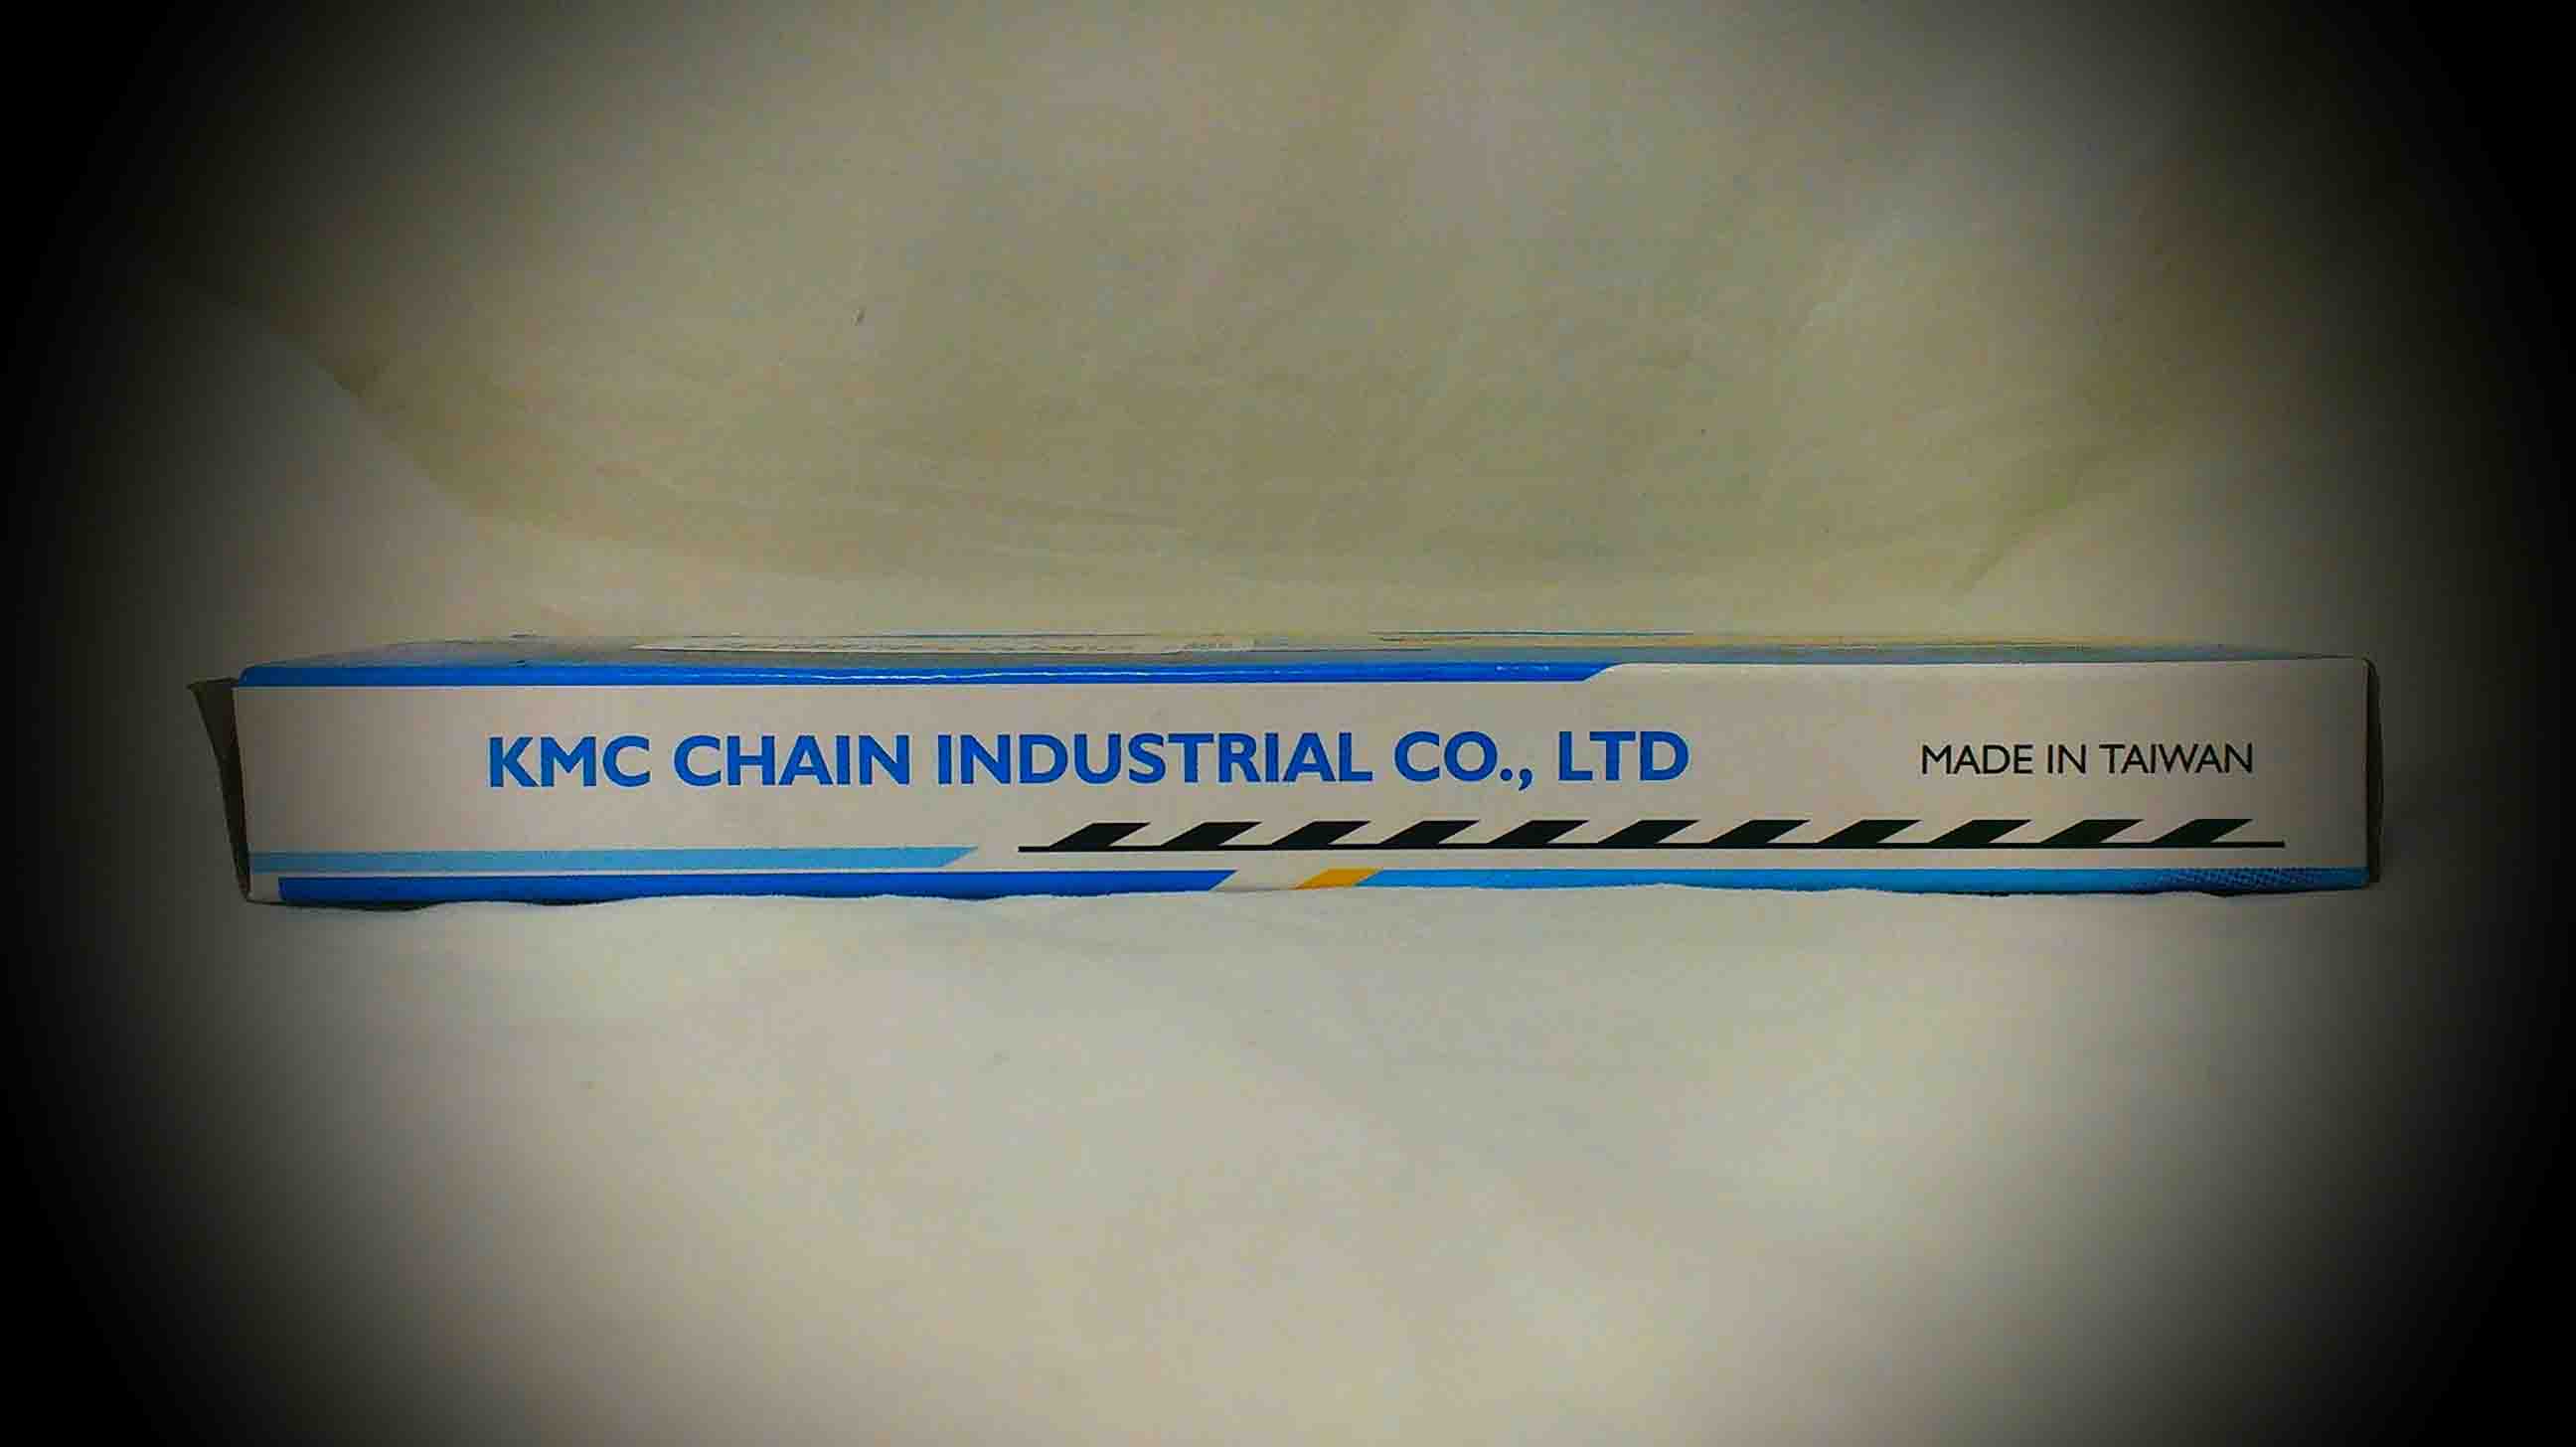 KMC CHAIN INDUSTRIAL CO., LTD
MADE IN TAIWAN